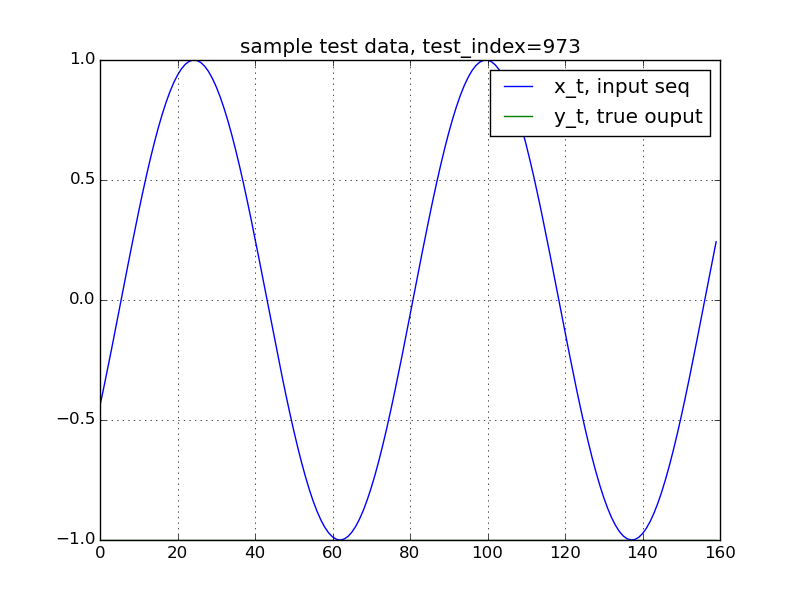 sample test data, test_index=973
x_t, input seq
y_t, true ouput
1.0
0.5
0.0
−0.5
−1.0
0 20 40 60 80 100 120 140 160